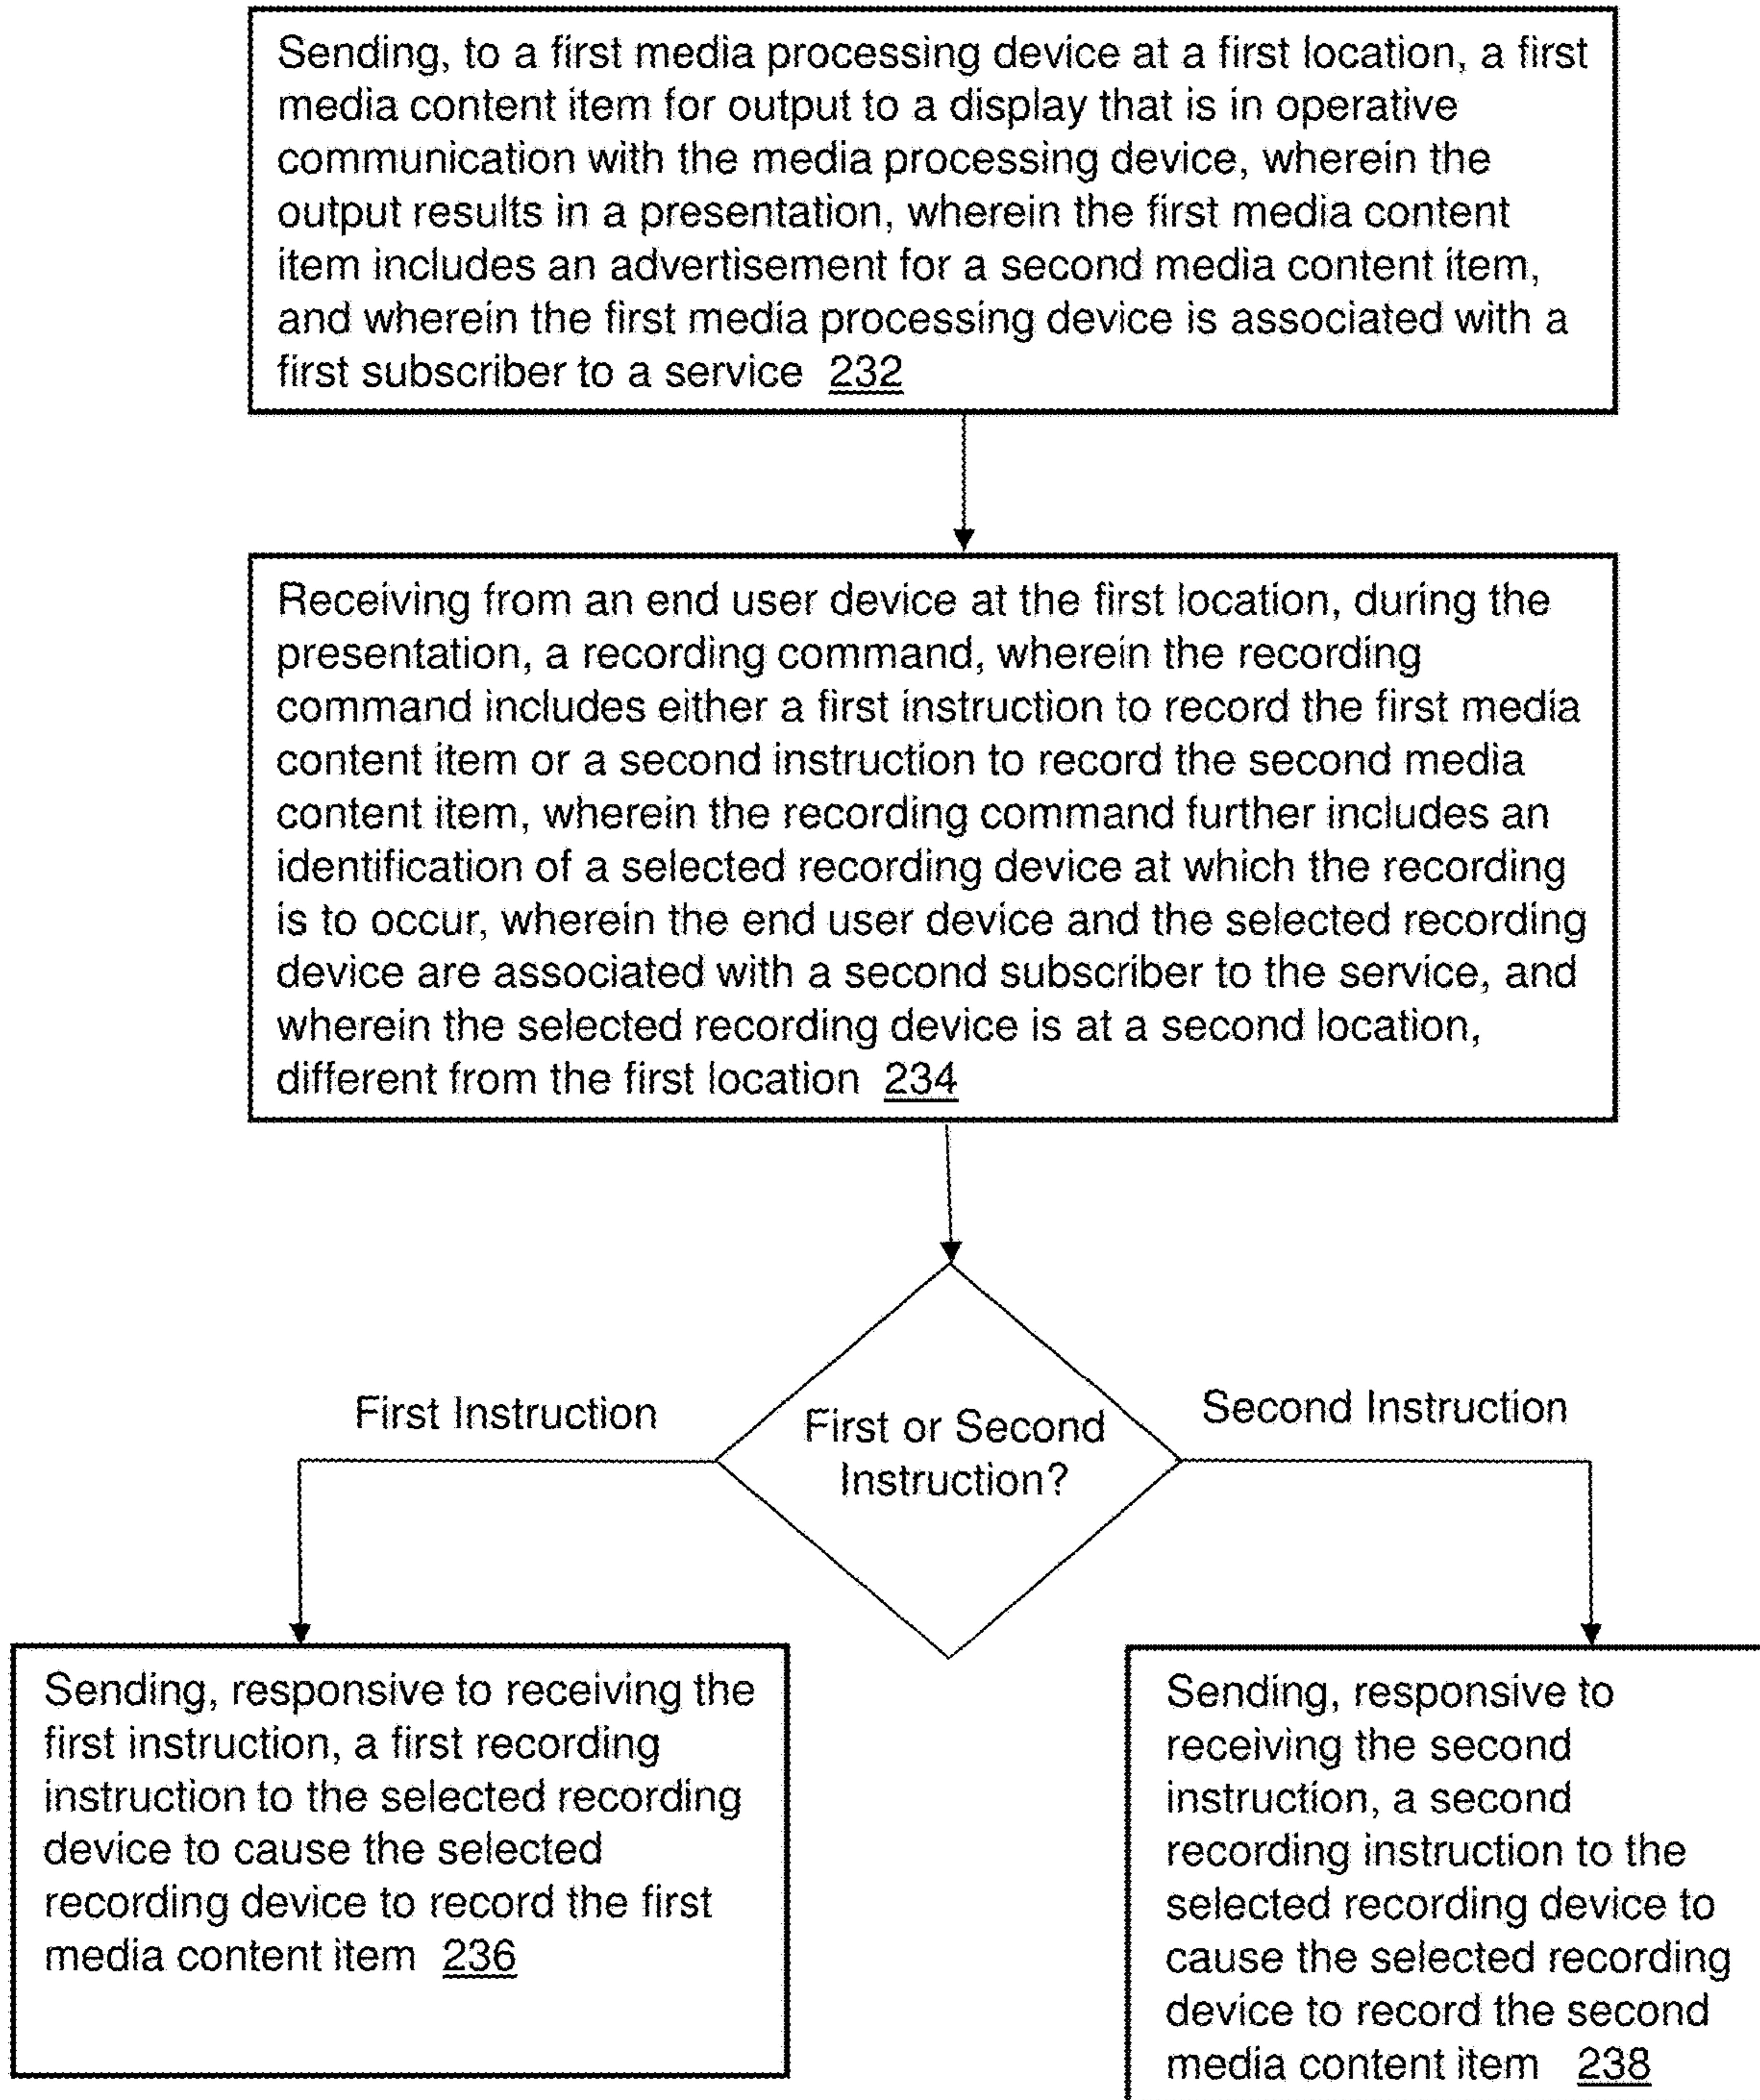 Sending, to a first media processing device at a first location, a first
media content item for output to a display that is in operative
communication with the media processing device, wherein the
output results in a presentation, wherein the first media content
item includes an advertisement for a second media content item,
and wherein the first media processing device is associated with a
first subscriber to a service 232
Receiving from an end user device at the first location, during the
presentation, a recording command, wherein the recording
command includes either a first instruction to record the first media
content item or a second instruction to record the second media
content item, wherein the recording command further includes an
identification of a selected recording device at which the recording
is to occur, wherein the end user device and the selected recording
device are associated with a second subscriber to the service, and
wherein the selected recording device is at a second location,
different from the first location 234
First or Second
Instruction?
First Instruction
Second Instruction
Sending, responsive to receiving the
first instruction, a first recording
instruction to the selected recording
device to cause the selected
recording device to record the first
media content item 236
Sending, responsive to
receiving the second
instruction, a second
recording instruction to the
selected recording device to
cause the selected recording
device to record the second
media content item 238